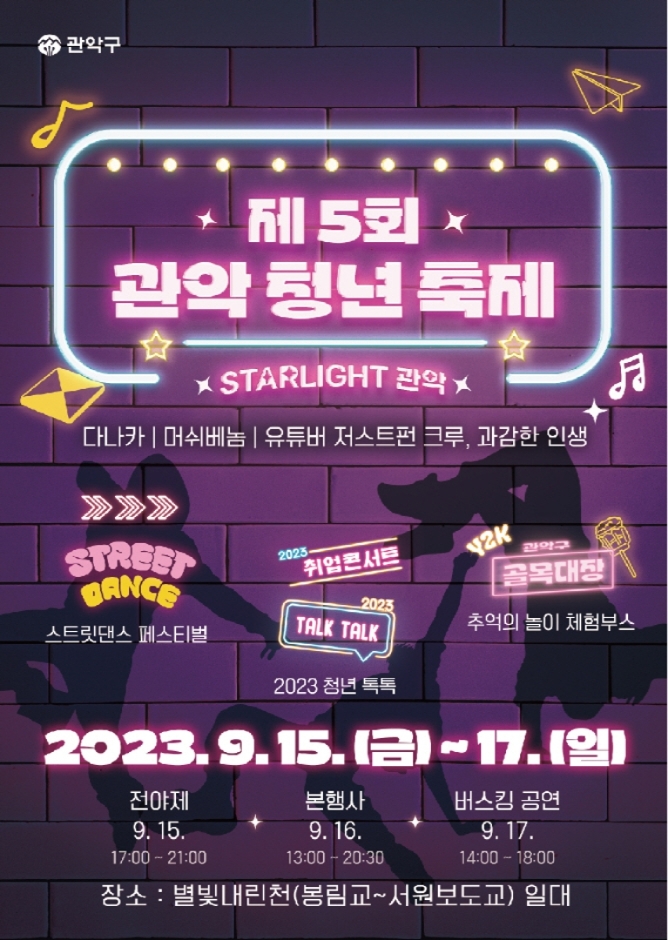 관악구
제 5회
관악 청년 축제
STARLIGHT 관악
다나카 | 머쉬베놈 | 유튜버 저스트펀 크루, 과감한 인생
STREET
DANCE
스트릿댄스 페스티벌
2023 취업콘서트
2023
TALK TALK
2023 청년 톡톡
Y2K
관악구
골목대장
추억의 놀이 체험부스
2023. 9. 15. (금) ~ 17. (일)
전야제 본행사 버스킹 공연
9. 15. 9. 16. 9. 17.
17:00 - 21:00 13:00 - 20:30 14:00 - 18:00
장소 : 별빛내린천(봉림교~서원보도교) 일대